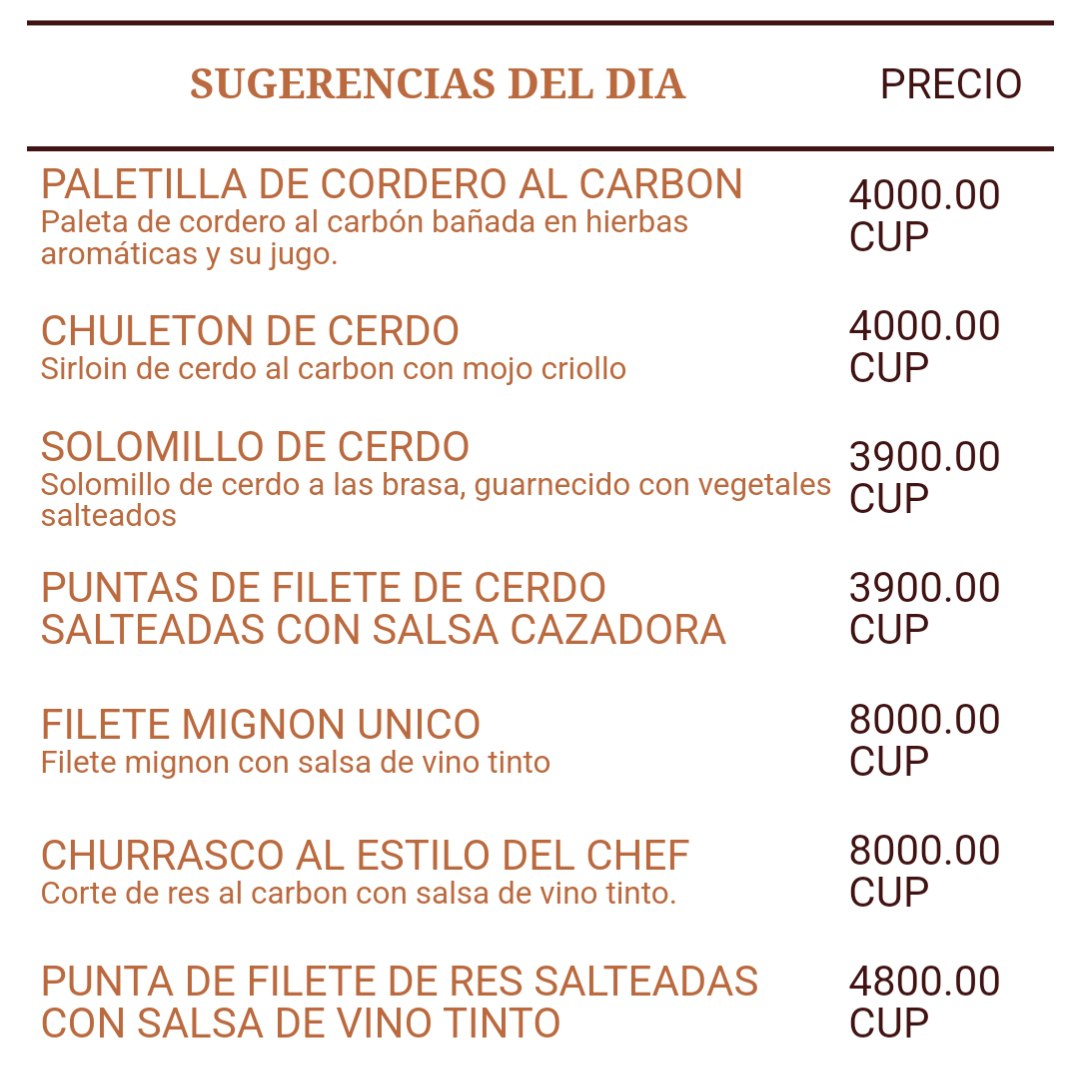 SUGERENCIAS DEL DIA PRECIO
PALETILLA DE CORDERO AL CARBON
Paleta de cordero al carbón bañada en hierbas
aromáticas y su jugo.
4000.00
CUP
CHULETON DE CERDO
Sirloin de cerdo al carbon con mojo criollo
4000.00
CUP
SOLOMILLO DE CERDO
Solomillo de cerdo a las brasa, guarnecido con vegetales
salteados
3900.00
CUP
PUNTAS DE FILETE DE CERDO
SALTEADAS CON SALSA CAZADORA
3900.00
CUP
FILETE MIGNON UNICO
Filete mignon con salsa de vino tinto
8000.00
CUP
CHURRASCO AL ESTILO DEL CHEF
Corte de res al carbon con salsa de vino tinto.
8000.00
CUP
PUNTA DE FILETE DE RES SALTEADAS
CON SALSA DE VINO TINTO
4800.00
CUP